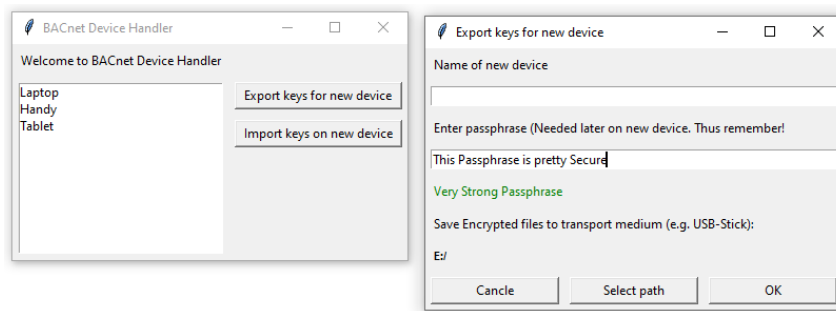 BACnet Device Handler
Welcome to BACnet Device Handler
Laptop
Handy
Tablet
Export keys for new device
Import keys on new device
Export keys for new device
Name of new device
Enter passphrase (Needed later on new device. Thus remember!
This Passphrase is pretty Secure
Very Strong Passphrase
Save Encrypted files to transport medium (e.g. USB-Stick):
E:/
Cancle
Select path
OK